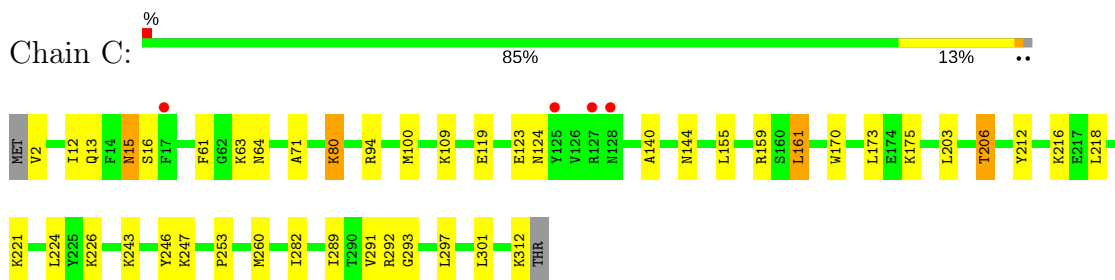 %
Chain C:
85% 13% ••
MET V2 I12 Q13 F14 N15 S16 F17 F61 G62 K63 N64 A71 K80 R94 M100 K109 E119 E123 N124 Y125 V126 R127 N128 A140 N144 L155 R159 S160 L161 W170 L173 E174 K175 L203 T206 Y212 K216 E217 L218
K221 L224 Y225 K226 K243 Y246 K247 P253 M260 I282 I289 T290 V291 R292 G293 L297 L301 K312 THR